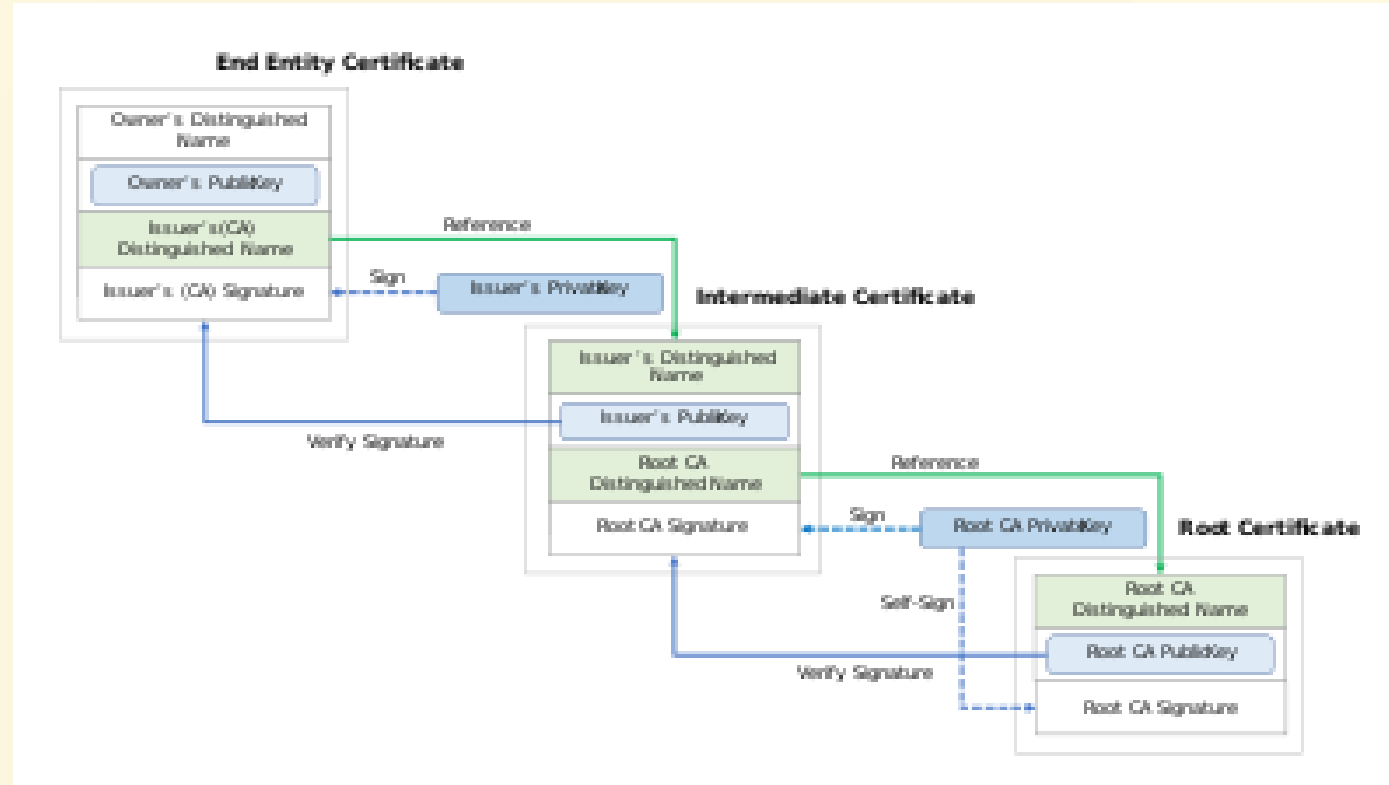 End Entity Certificate
Owner's Distinguished
Name
Owner's PublicKey
Issuer's(CA)
Distinguished Name
Issuer's (CA) Signature
Reference
Sign
Issuer's PrivateKey
Intermediate Certificate
Issuer's Distinguished
Name
Issuer's PublicKey
Verify Signature
Root CA
Distinguished Name
Root CA Signature
Reference
Sign
Root CA PrivateKey
Root Certificate
Self-Sign
Root CA
Distinguished Name
Root CA PublicKey
Verify Signature
Root CA Signature